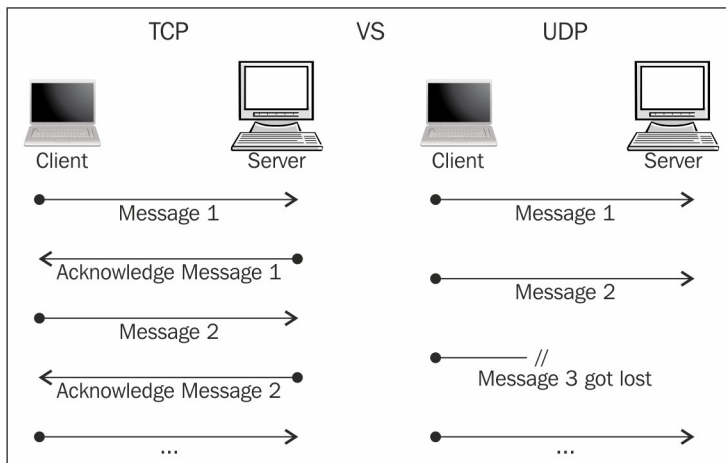 TCP VS UDP
Client Server Client Server
Message 1 Message 1
Acknowledge Message 1
Message 2
Message 2
Message 3 got lost
Acknowledge Message 2
... ...